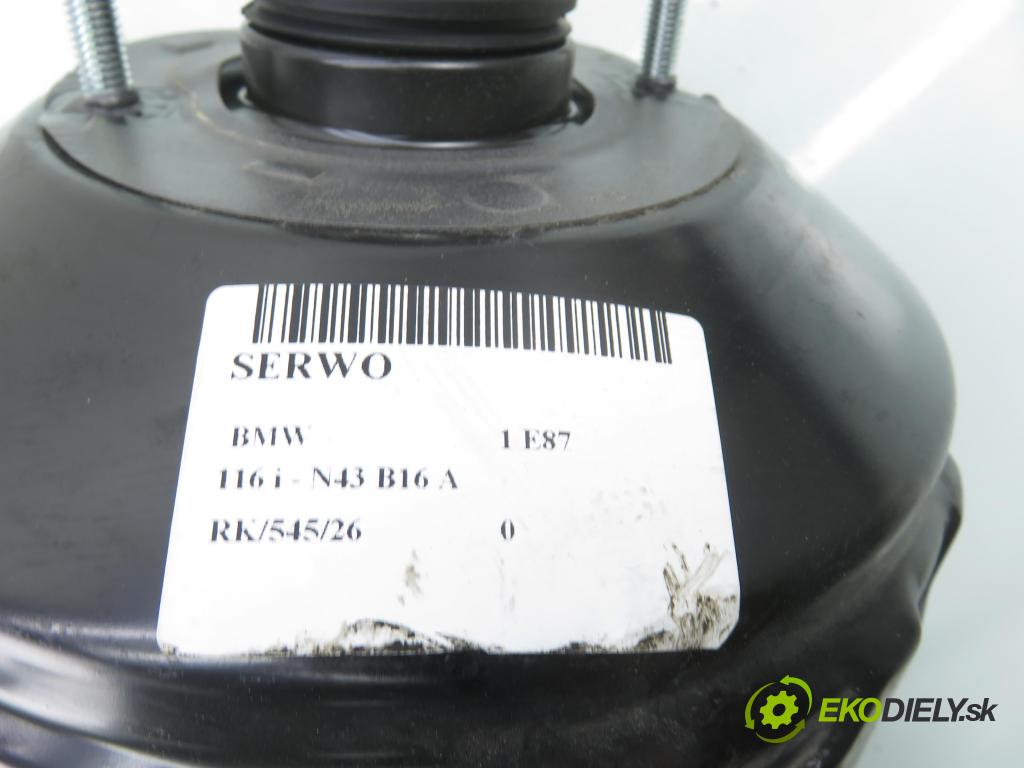 SERWO
BMW 1 E87
116 i - N43 B16 A
RK/545/26 0
EKODIELY.sk